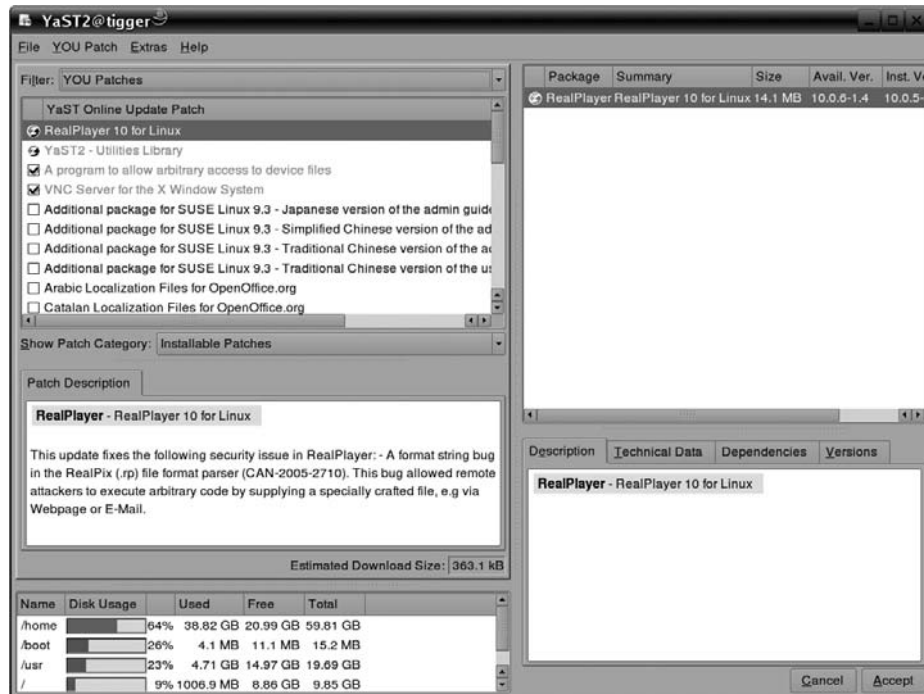 YaST2@tigger
File YOU Patch Extras Help
Filter: YOU Patches
YaST Online Update Patch
RealPlayer 10 for Linux
YaST2 - Utilities Library
A program to allow arbitrary access to device files
VNC Server for the X Window System
Additional package for SUSE Linux 9.3 - Japanese version of the admin guide
Additional package for SUSE Linux 9.3 - Simplified Chinese version of the ad
Additional package for SUSE Linux 9.3 - Traditional Chinese version of the ad
Additional package for SUSE Linux 9.3 - Traditional Chinese version of the us
Arabic Localization Files for OpenOffice.org
Catalan Localization Files for OpenOffice.org
Show Patch Category: Installable Patches
Patch Description
RealPlayer - RealPlayer 10 for Linux
This update fixes the following security issue in RealPlayer: - A format string bug
in the RealPix (.rp) file format parser (CAN-2005-2710). This bug allowed remote
attackers to execute arbitrary code by supplying a specially crafted file, e.g via
Webpage or E-Mail.
Estimated Download Size: 363.1 kB
Name Disk Usage Used Free Total
/home 64% 38.82 GB 20.99 GB 59.81 GB
/boot 26% 4.1 MB 11.1 MB 15.2 MB
/usr 23% 4.71 GB 14.97 GB 19.69 GB
/ 9% 1006.9 MB 8.86 GB 9.85 GB
Package Summary Size Avail. Ver. Inst. Ve
RealPlayer RealPlayer 10 for Linux 14.1 MB 10.0.6-1.4 10.0.5-
Description Technical Data Dependencies Versions
RealPlayer - RealPlayer 10 for Linux
Cancel Accept